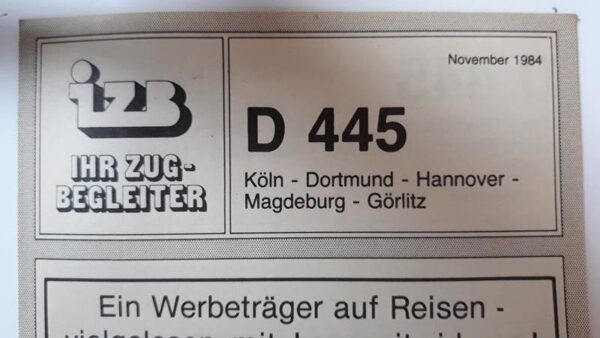 izb
IHR ZUG-
BEGLEITER
November 1984
D 445
Köln - Dortmund - Hannover -
Magdeburg - Görlitz
Ein Werbeträger auf Reisen -